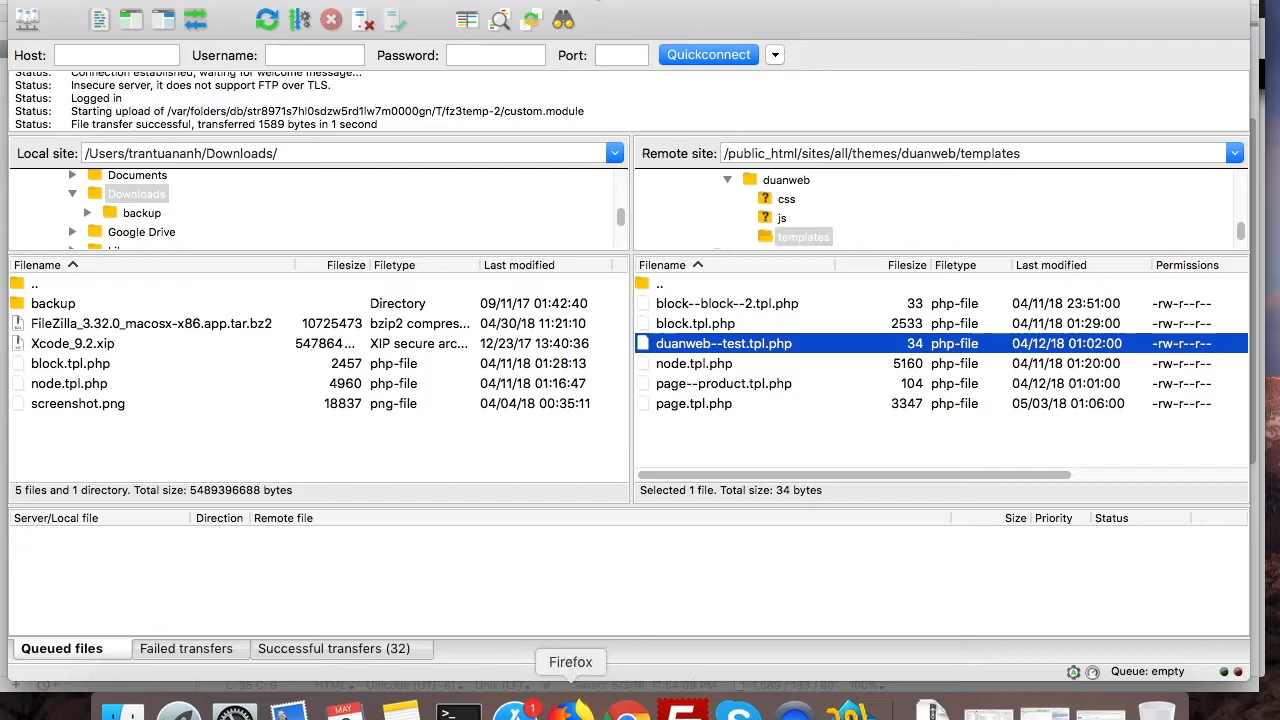 Host: Username: Password: Port: Quickconnect
Status: Connection established, waiting for welcome message...
Status: Insecure server, it does not support FTP over TLS.
Status: Logged in
Status: Starting upload of /var/folders/db/str8971s7hl0sdzw5rd1lw7m0000gn/T/fz3temp-2/custom.module
Status: File transfer successful, transferred 1589 bytes in 1 second
Local site: /Users/trantuananh/Downloads/
Documents
Downloads
backup
Google Drive
Filename Filesize Filetype Last modified
..
backup Directory 09/11/17 01:42:40
FileZilla_3.32.0_macosx-x86.app.tar.bz2 10725473 bzip2 compres... 04/30/18 11:21:10
Xcode_9.2.xip 547864... XIP secure arc... 12/23/17 13:40:36
block.tpl.php 2457 php-file 04/11/18 01:28:13
node.tpl.php 4960 php-file 04/11/18 01:16:47
screenshot.png 18837 png-file 04/04/18 00:35:11
5 files and 1 directory. Total size: 5489396688 bytes
Remote site: /public_html/sites/all/themes/duanweb/templates
duanweb
css
js
templates
Filename Filesize Filetype Last modified Permissions
..
block--block--2.tpl.php 33 php-file 04/11/18 23:51:00 -rw-r--r--
block.tpl.php 2533 php-file 04/11/18 01:29:00 -rw-r--r--
duanweb--test.tpl.php 34 php-file 04/12/18 01:02:00 -rw-r--r--
node.tpl.php 5160 php-file 04/11/18 01:20:00 -rw-r--r--
page--product.tpl.php 104 php-file 04/12/18 01:01:00 -rw-r--r--
page.tpl.php 3347 php-file 05/03/18 01:06:00 -rw-r--r--
Selected 1 file. Total size: 34 bytes
Server/Local file Direction Remote file Size Priority Status
Queued files Failed transfers Successful transfers (32)
Firefox
Queue: empty
MAY
1